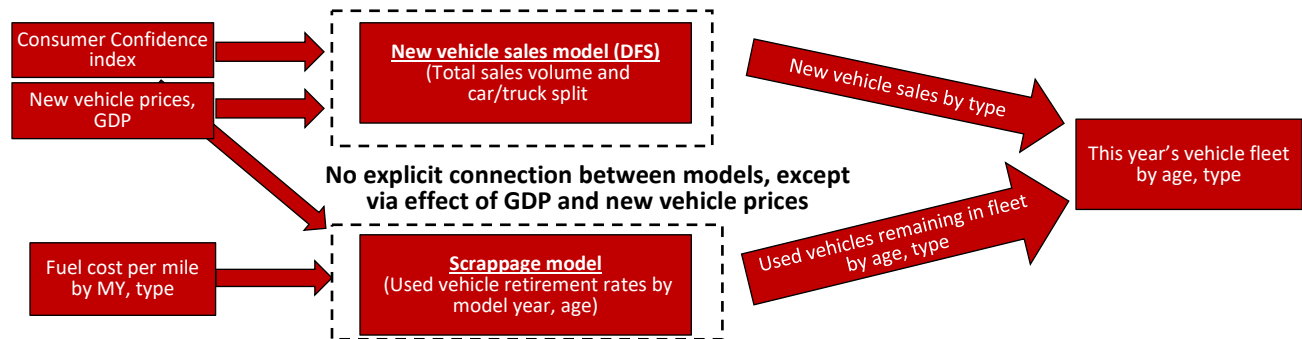 Consumer Confidence
index
New vehicle prices,
GDP
New vehicle sales model (DFS)
(Total sales volume and
car/truck split
New vehicle sales by type
This year’s vehicle fleet
by age, type
No explicit connection between models, except
via effect of GDP and new vehicle prices
Fuel cost per mile
by MY, type
Scrappage model
(Used vehicle retirement rates by
model year, age)
Used vehicles remaining in fleet
by age, type